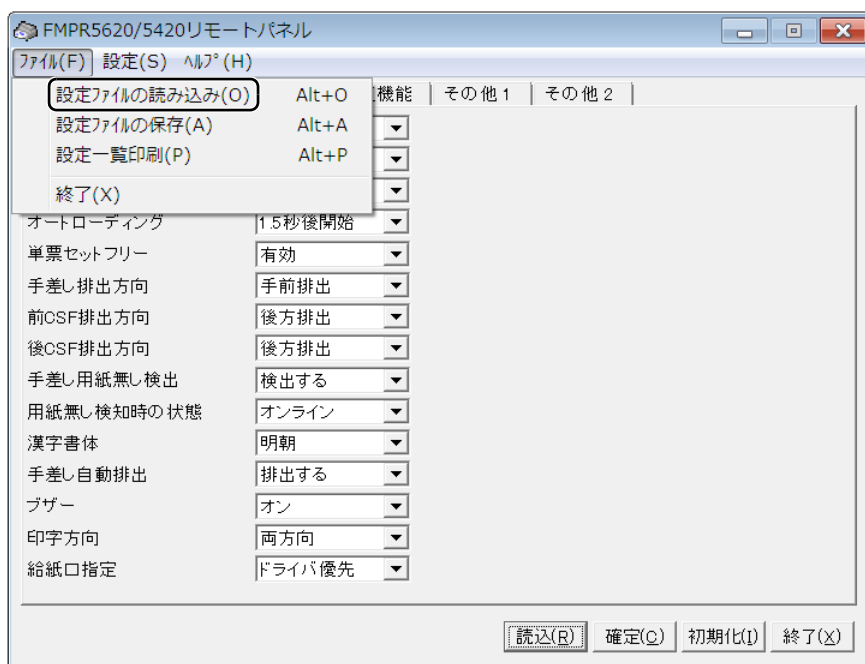 FMPR5620/5420リモートパネル
ﾌｧｲﾙ(F) 設定(S) ﾍﾙﾌﾟ(H)
設定ﾌｧｲﾙの読み込み(O) Alt+O 機能 その他1 その他2
設定ﾌｧｲﾙの保存(A) Alt+A
設定一覧印刷(P) Alt+P
終了(X)
オートローディング 1.5秒後開始
単票セットフリー 有効
手差し排出方向 手前排出
前CSF排出方向 後方排出
後CSF排出方向 後方排出
手差し用紙無し検出 検出する
用紙無し検知時の状態 オンライン
漢字書体 明朝
手差し自動排出 排出する
ブザー オン
印字方向 両方向
給紙口指定 ドライバ優先
読込(R) 確定(C) 初期化(I) 終了(X)